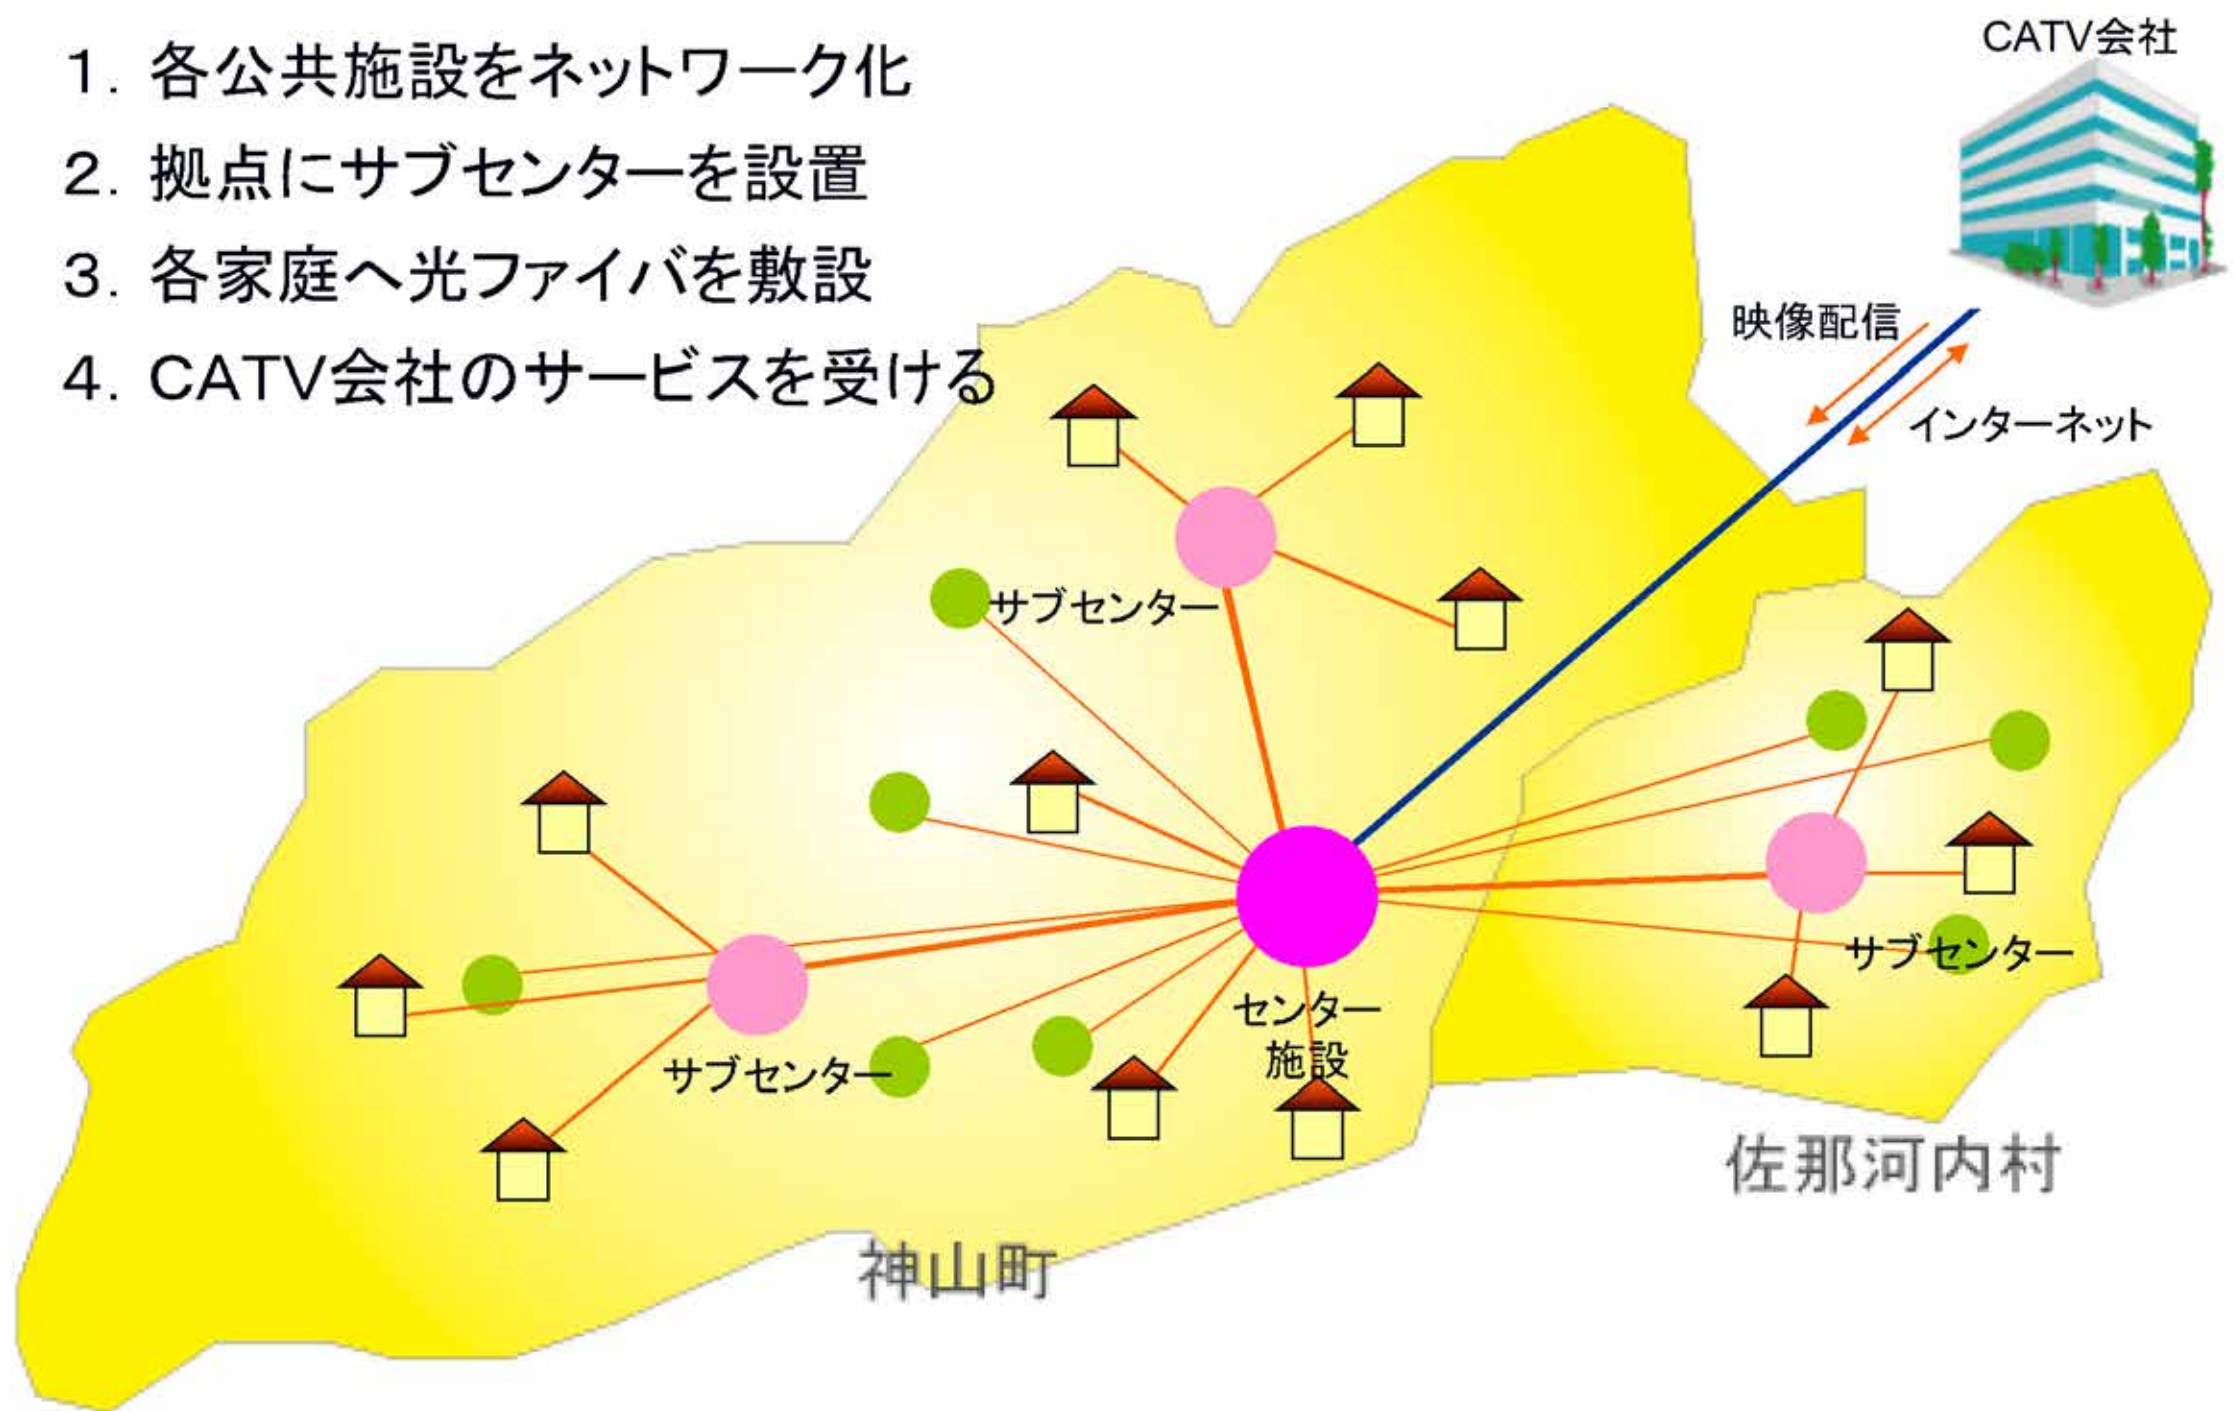 1. 各公共施設をネットワーク化
2. 拠点にサブセンターを設置
3. 各家庭へ光ファイバを敷設
4. CATV会社のサービスを受ける
CATV会社
映像配信
インターネット
サブセンター
サブセンター
センター
施設
サブセンター
佐那河内村
神山町